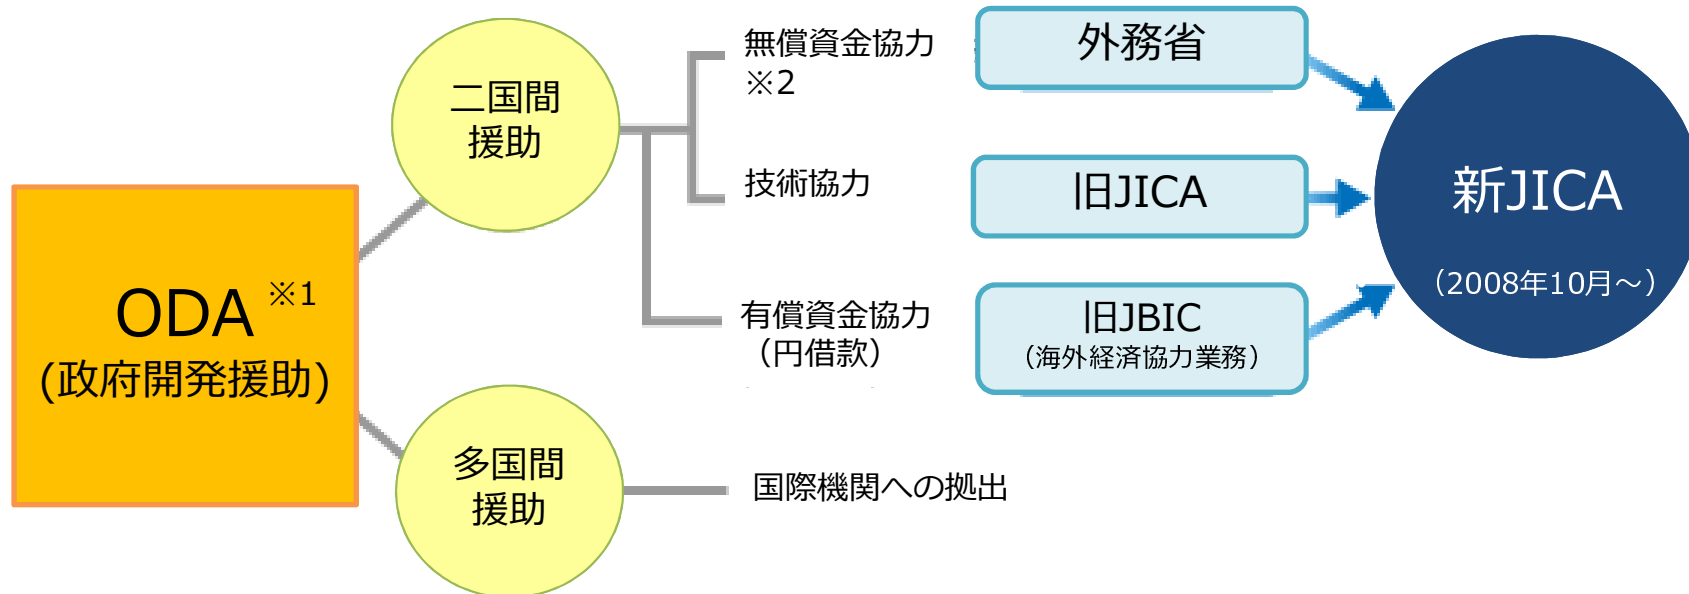 ODA ※1
(政府開発援助)
二国間
援助
無償資金協力
※2
技術協力
有償資金協力
（円借款）
外務省
旧JICA
旧JBIC
（海外経済協力業務）
新JICA
（2008年10月～）
多国間
援助
国際機関への拠出